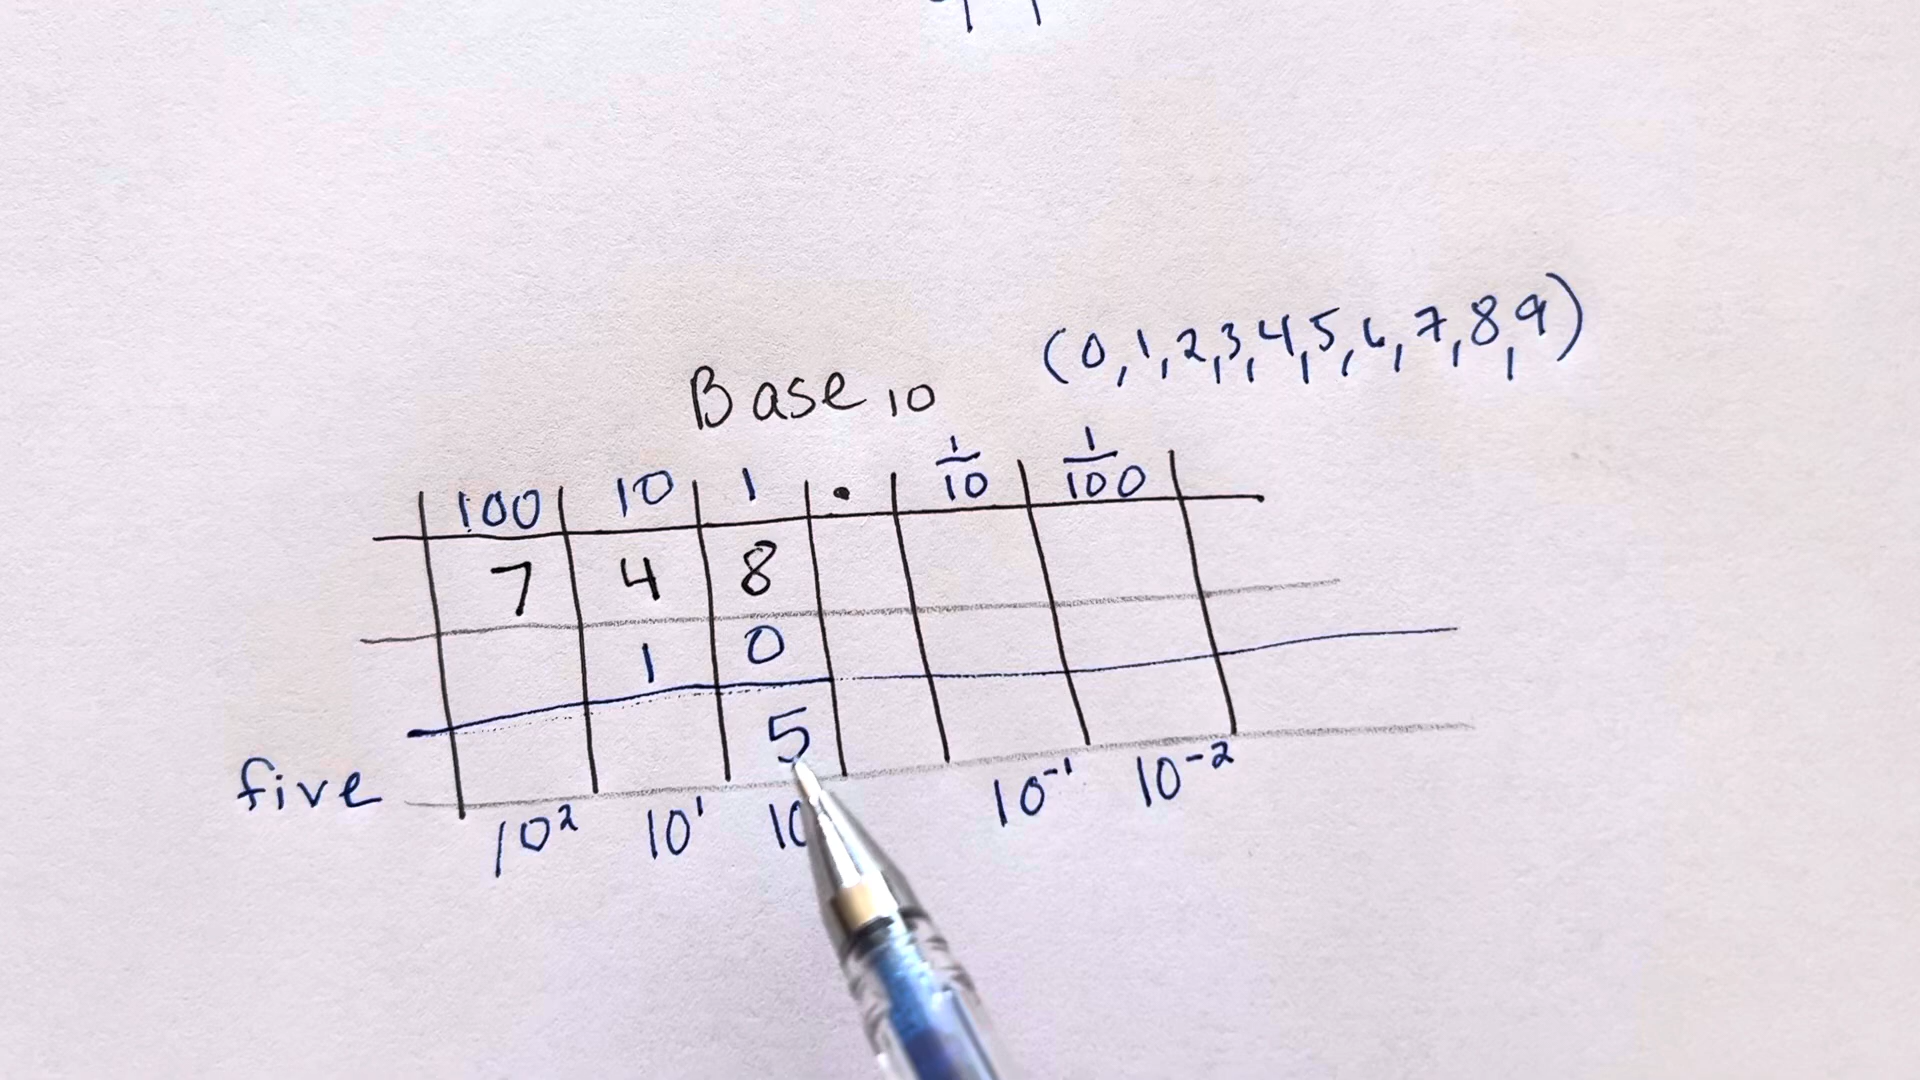 (0,1,2,3,4,5,6,7,8,9)
Base 10
100 10 1 . 1/10 1/100
7 4 8
1 0
5
five
10² 10¹ 10 10⁻¹ 10⁻²